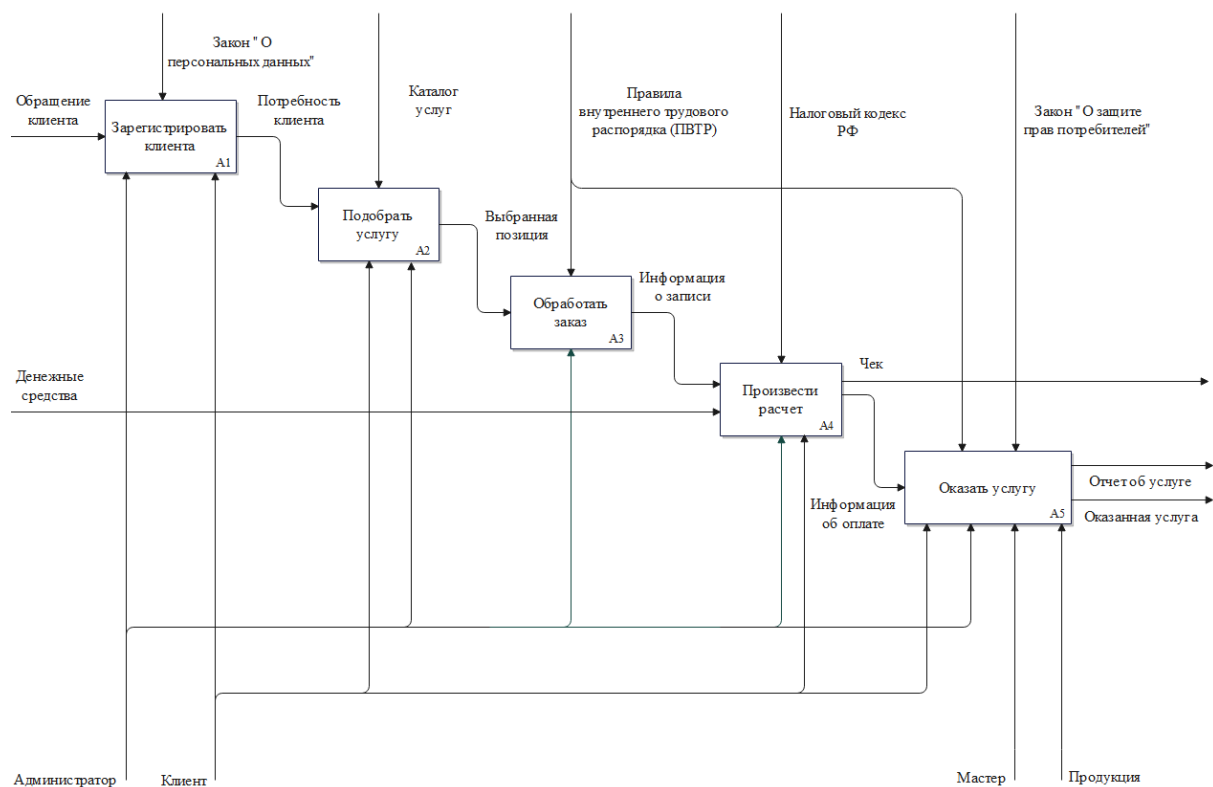 Закон " О
персональных данных"
Обращение
клиента
Потребность
клиента
Каталог
услуг
Правила
внутреннего трудового
распорядка (ПВТР)
Налоговый кодекс
РФ
Закон " О защите
прав потребителей"
Зарегистрировать
клиента
A1
Подобрать
услугу
A2
Выбранная
позиция
Обработать
заказ
A3
Информация
о записи
Денежные
средства
Произвести
расчет
A4
Чек
Информация
об оплате
Оказать услугу
A5
Отчет об услуге
Оказанная услуга
Администратор
Клиент
Мастер
Продукция